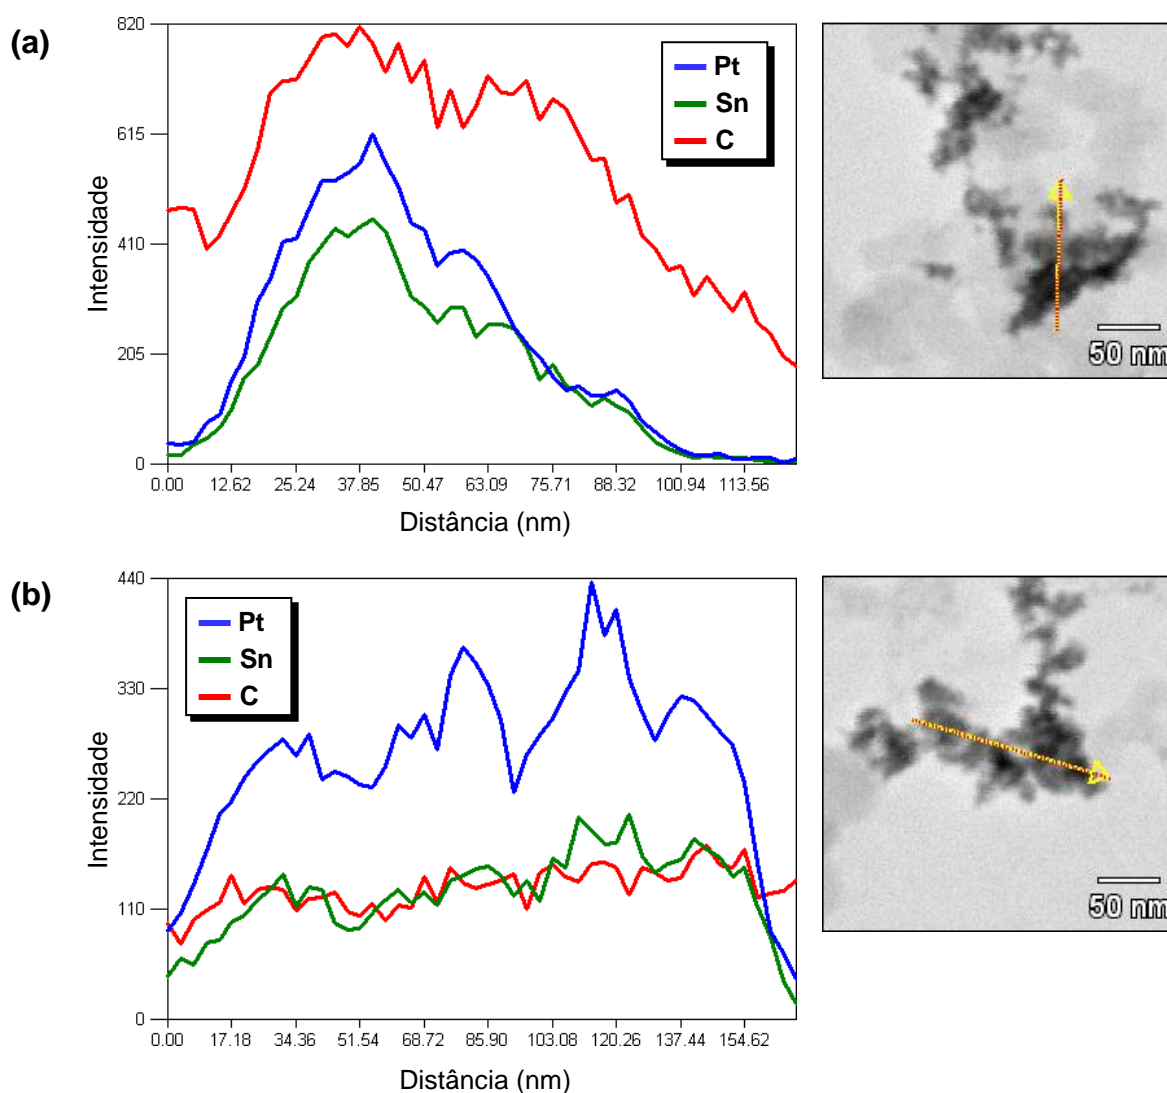 (a)
820
615
410
205
0
Intensidade
Pt
Sn
C
0.00 12.62 25.24 37.85 50.47 63.09 75.71 88.32 100.94 113.56
Distância (nm)
50 nm
(b)
440
330
220
110
0
Intensidade
Pt
Sn
C
0.00 17.18 34.36 51.54 68.72 85.90 103.08 120.26 137.44 154.62
Distância (nm)
50 nm